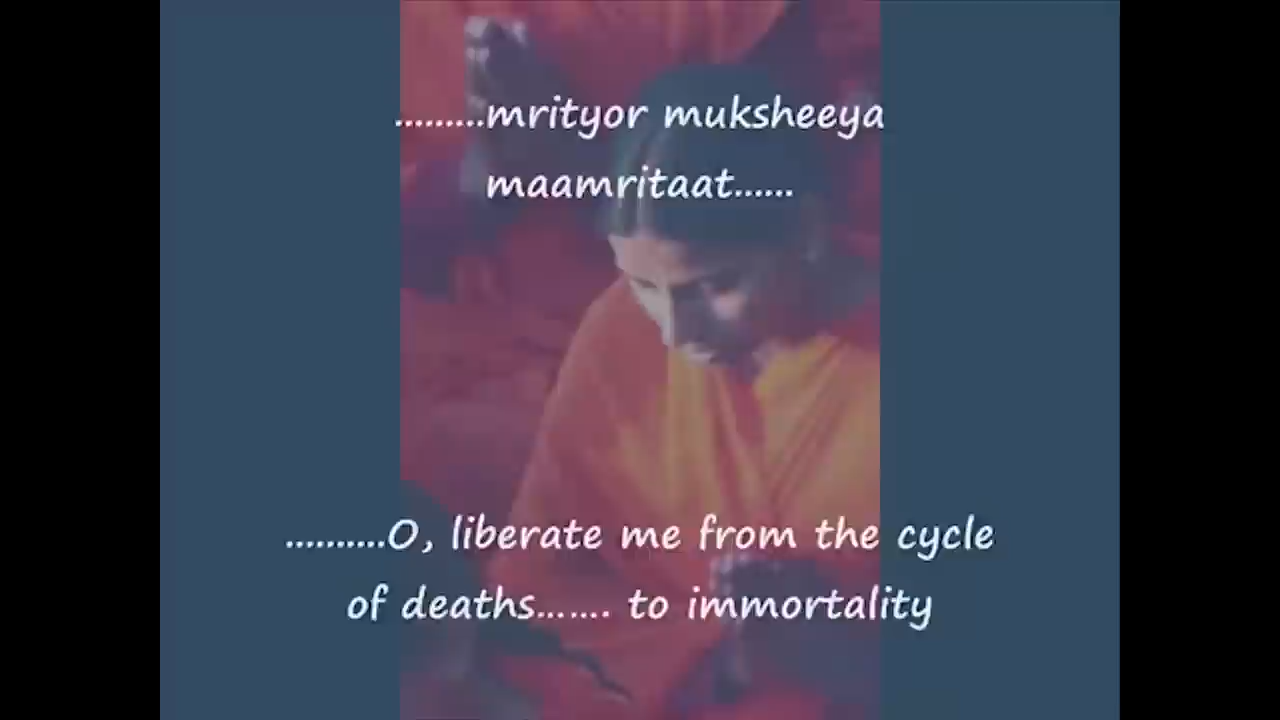 .........mrityor muksheeya
maamritaat......
..........O, liberate me from the cycle
of deaths....... to immortality